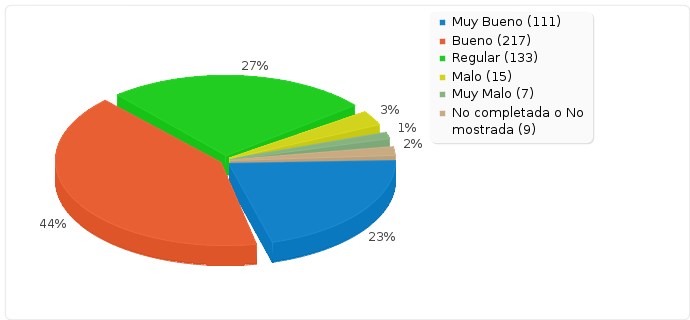 Muy Bueno (111)
Bueno (217)
Regular (133)
Malo (15)
Muy Malo (7)
No completada o No
mostrada (9)
27%
3%
1%
2%
44%
23%